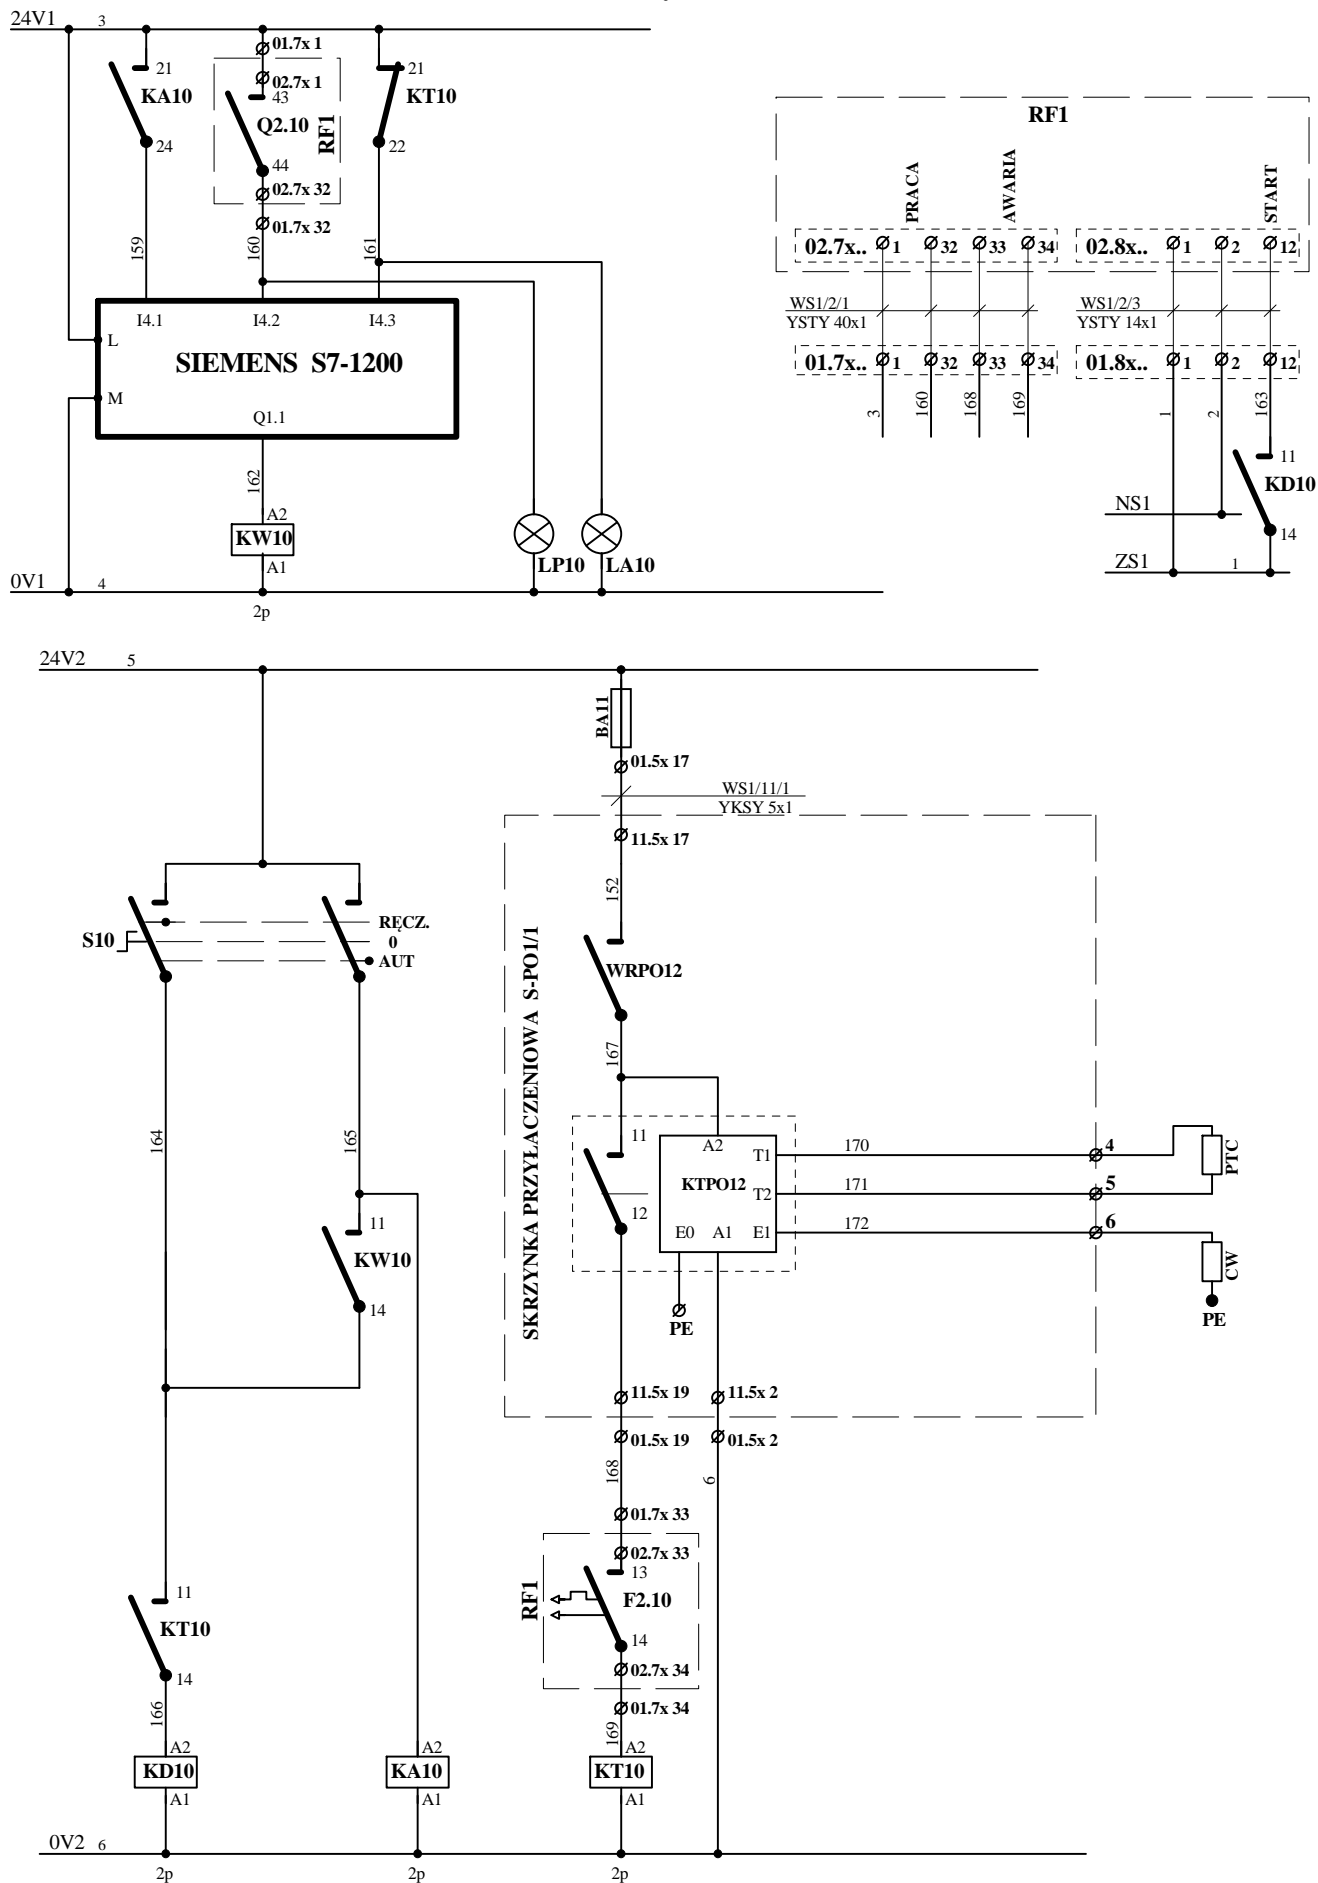 24V1 3
01.7x 1
21
KA10
24
02.7x 1
43
Q2.10
RF1
44
02.7x 32
01.7x 32
21
KT10
22
159
160
161
I4.1 I4.2 I4.3
L
SIEMENS S7-1200
M
Q1.1
162
A2
KW10
A1
LP10
LA10
0V1 4
2p
RF1
PRACA
AWARIA
START
02.7x.. 1 32 33 34
02.8x.. 1 2 12
WS1/2/1
YSTY 40x1
WS1/2/3
YSTY 14x1
01.7x.. 1 32 33 34
01.8x.. 1 2 12
3
160
168
169
1
2
163
11
KD10
14
NS1
ZS1 1
24V2 5
BA11
01.5x 17
WS1/11/1
YKSY 5x1
11.5x 17
152
S10
RĘCZ.
0
AUT
SKRZYNKA PRZYŁACZENIOWA S-PO1/1
WRPO12
167
164
165
11
KW10
14
11
12
A2
T1
KTPO12
T2
E0 A1 E1
PE
170
171
172
4
5
6
PTC
CW
PE
11.5x 19
11.5x 2
01.5x 19
01.5x 2
168
6
01.7x 33
02.7x 33
13
RF1
F2.10
14
02.7x 34
01.7x 34
169
11
KT10
14
166
A2
KD10
A1
A2
KA10
A1
A2
KT10
A1
0V2 6
2p
2p
2p